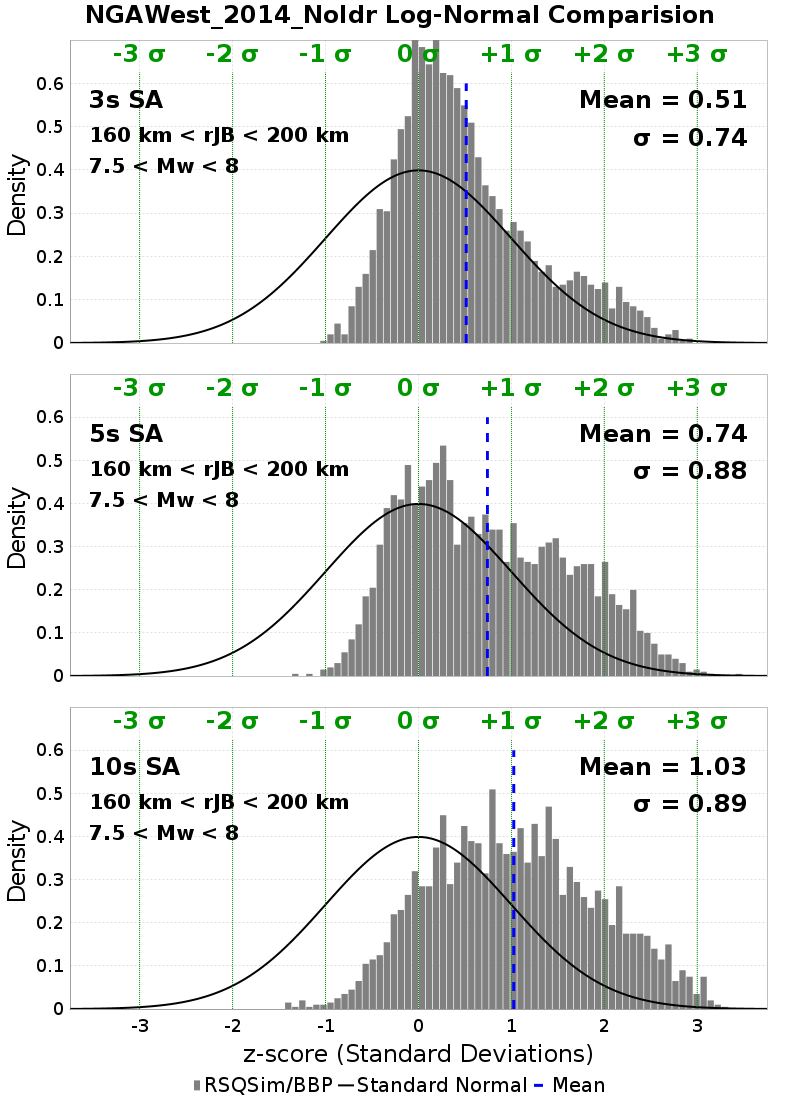 NGAWest_2014_NoIdr Log-Normal Comparision
-3 σ -2 σ -1 σ 0 σ +1 σ +2 σ +3 σ
3s SA
Mean = 0.51
160 km < rJB < 200 km
σ = 0.74
7.5 < Mw < 8
Density
0.6
0.5
0.4
0.3
0.2
0.1
0
-3 σ -2 σ -1 σ 0 σ +1 σ +2 σ +3 σ
5s SA
Mean = 0.74
160 km < rJB < 200 km
σ = 0.88
7.5 < Mw < 8
Density
0.6
0.5
0.4
0.3
0.2
0.1
0
-3 σ -2 σ -1 σ 0 σ +1 σ +2 σ +3 σ
10s SA
Mean = 1.03
160 km < rJB < 200 km
σ = 0.89
7.5 < Mw < 8
Density
0.6
0.5
0.4
0.3
0.2
0.1
0
-3 -2 -1 0 1 2 3
z-score (Standard Deviations)
RSQSim/BBP Standard Normal Mean